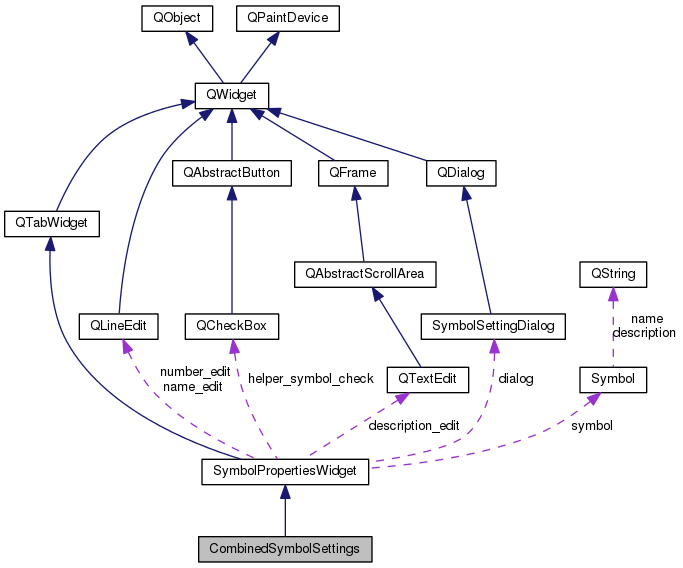 QObject
QPaintDevice
QWidget
QAbstractButton
QFrame
QDialog
QTabWidget
QAbstractScrollArea
QString
QLineEdit
QCheckBox
SymbolSettingDialog
name
description
number_edit
name_edit
helper_symbol_check
QTextEdit
dialog
Symbol
description_edit
symbol
SymbolPropertiesWidget
CombinedSymbolSettings